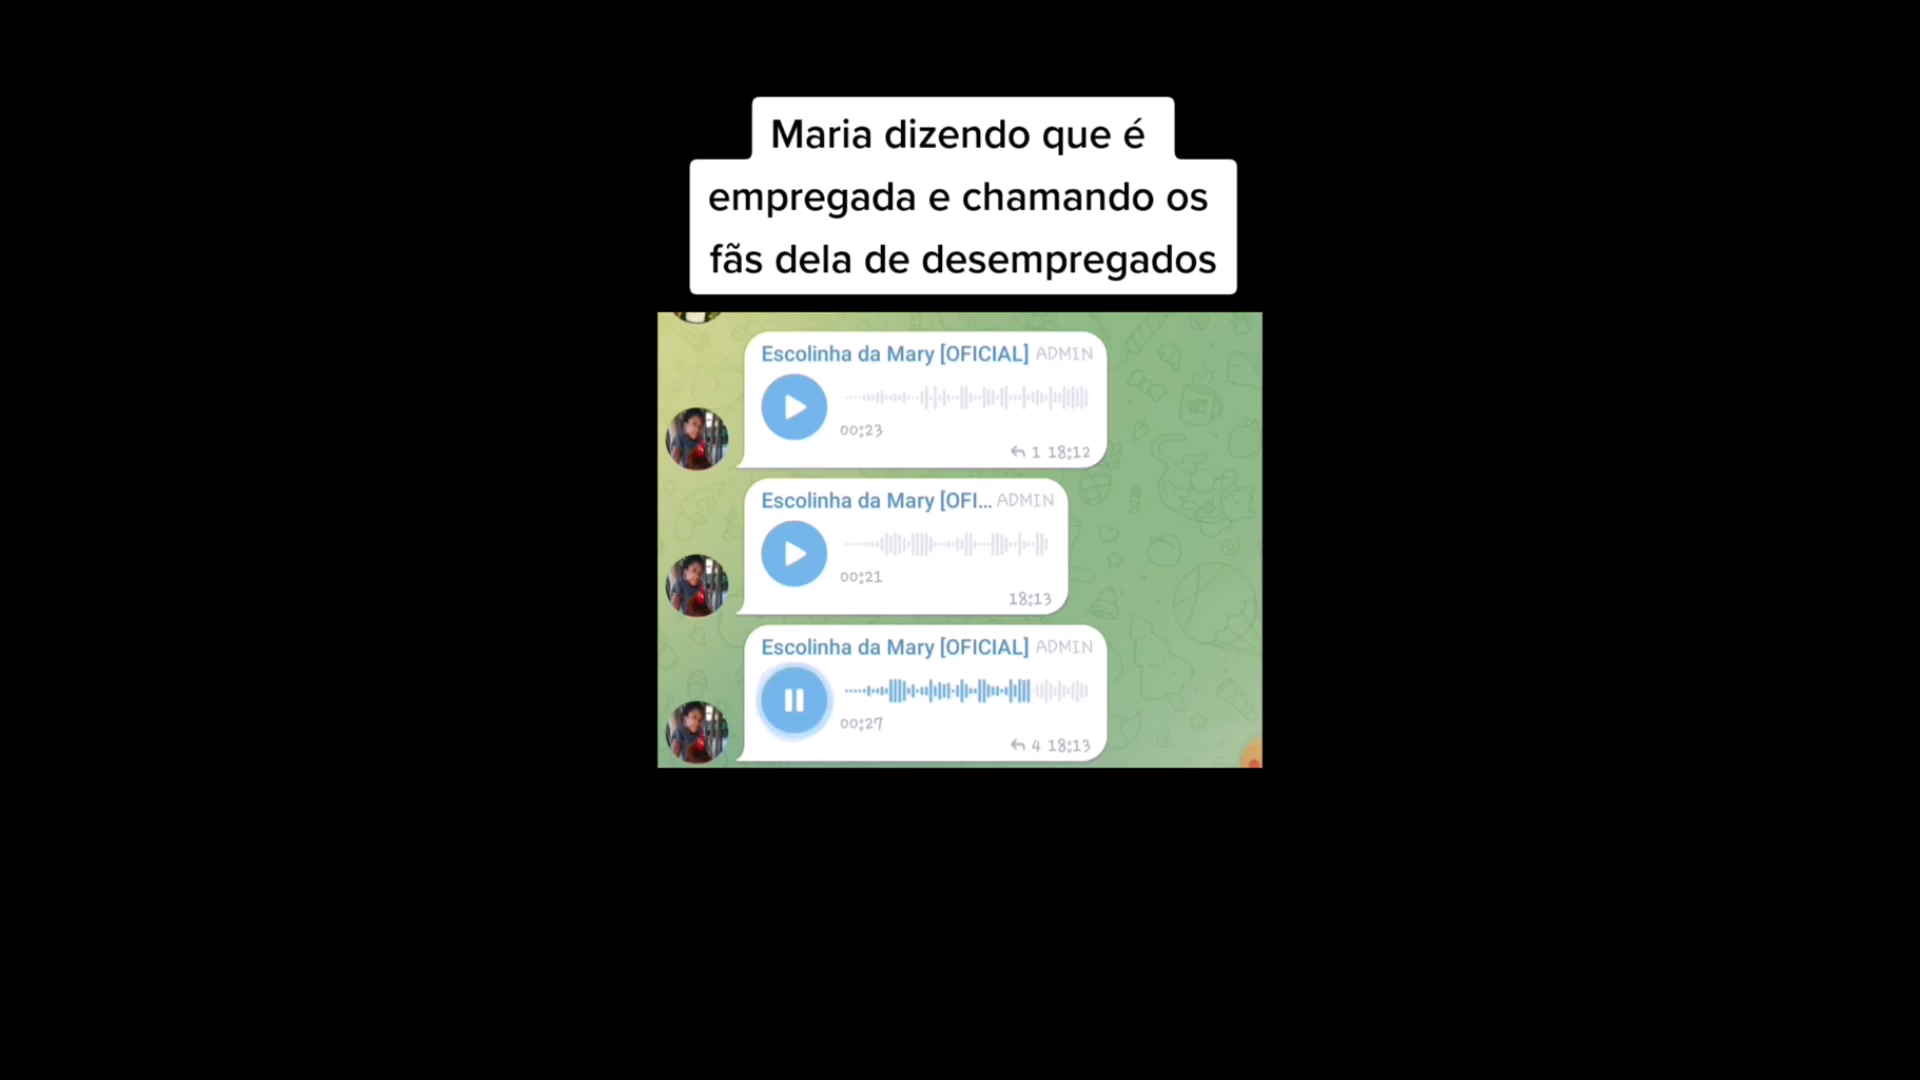 Maria dizendo que é
empregada e chamando os
fãs dela de desempregados
Escolinha da Mary [OFICIAL] ADMIN
00:23
1 18:12
Escolinha da Mary [OFI... ADMIN
00:21
18:13
Escolinha da Mary [OFICIAL] ADMIN
00:27
4 18:13